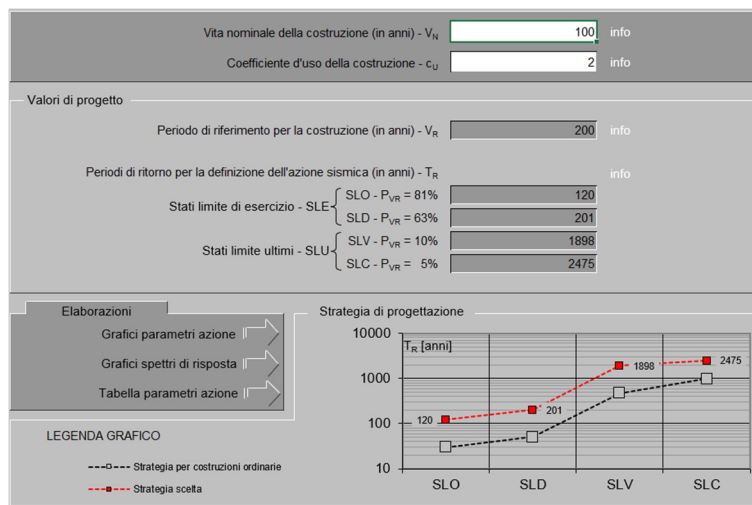 Vita nominale della costruzione (in anni) - VN 100 info
Coefficiente d'uso della costruzione - cU 2 info
Valori di progetto
Periodo di riferimento per la costruzione (in anni) - VR 200 info
Periodi di ritorno per la definizione dell'azione sismica (in anni) - TR info
Stati limite di esercizio - SLE
SLO - PVR = 81% 120
SLD - PVR = 63% 201
Stati limite ultimi - SLU
SLV - PVR = 10% 1898
SLC - PVR = 5% 2475
Elaborazioni
Grafici parametri azione
Grafici spettri di risposta
Tabella parametri azione
LEGENDA GRAFICO
Strategia per costruzioni ordinarie
Strategia scelta
Strategia di progettazione
TR [anni]
10000
1000
100
10
120
201
1898
2475
SLO SLD SLV SLC